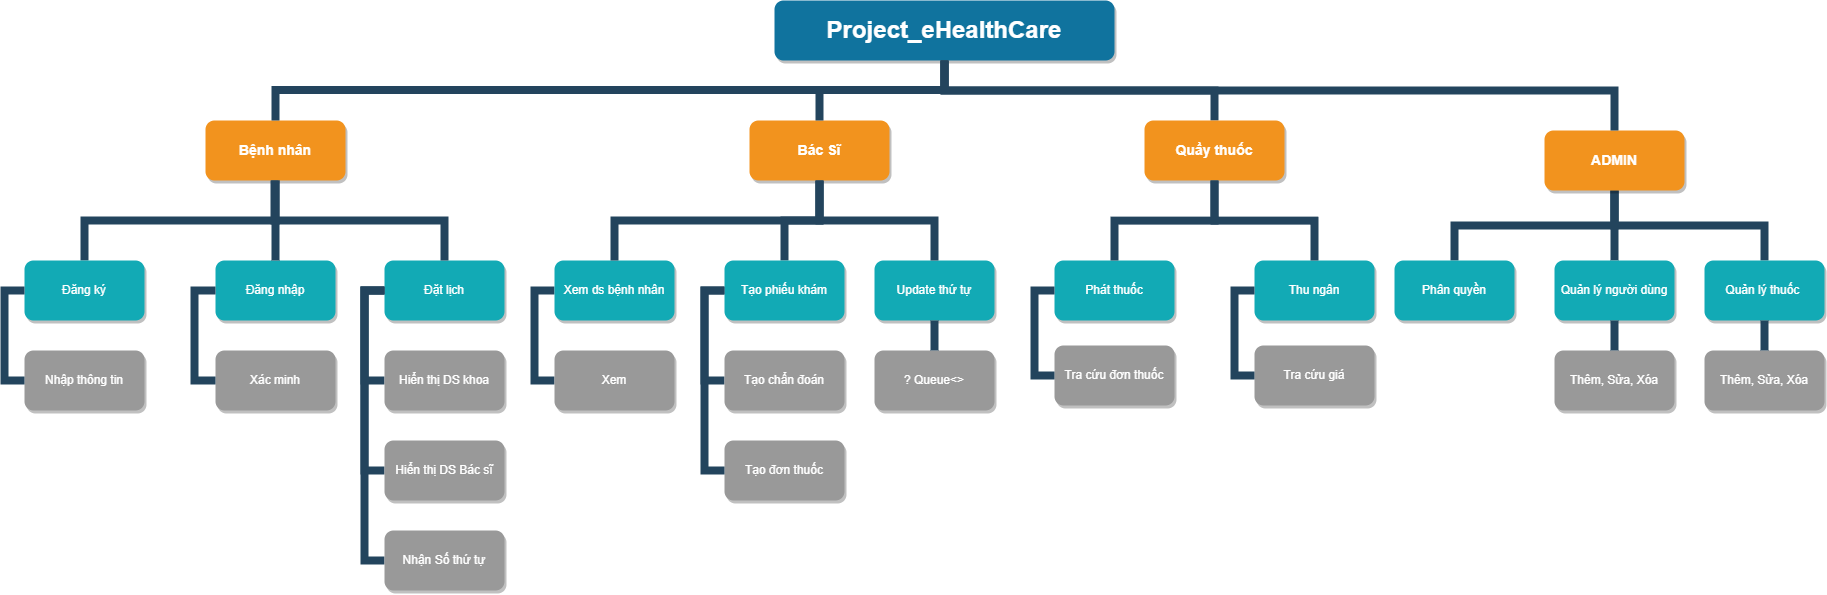 Project_eHealthCare
Bệnh nhân
Bác Sĩ
Quầy thuốc
ADMIN
Đăng ký
Đăng nhập
Đặt lịch
Xem ds bệnh nhân
Tạo phiếu khám
Update thứ tự
Phát thuốc
Thu ngân
Phân quyền
Quản lý người dùng
Quản lý thuốc
Nhập thông tin
Xác minh
Hiển thị DS khoa
Xem
Tạo chẩn đoán
? Queue<>
Tra cứu đơn thuốc
Tra cứu giá
Thêm, Sửa, Xóa
Thêm, Sửa, Xóa
Hiển thị DS Bác sĩ
Tạo đơn thuốc
Nhận Số thứ tự